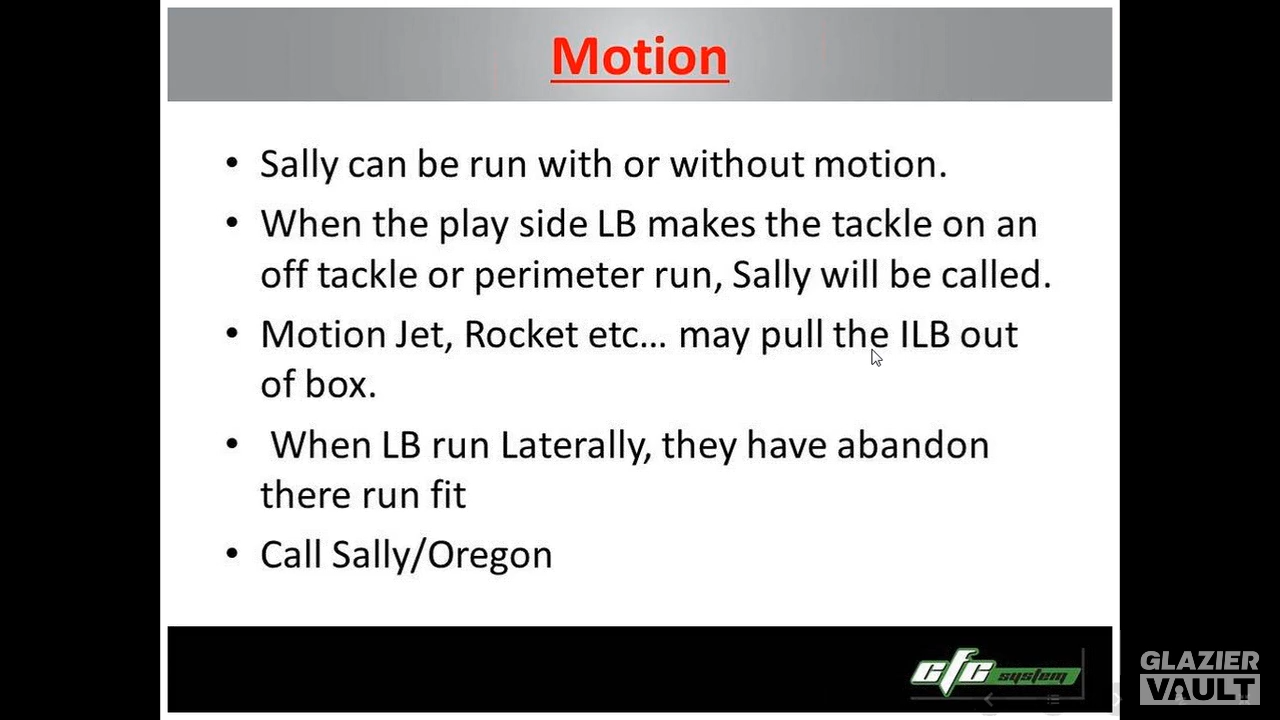 Motion
• Sally can be run with or without motion.
• When the play side LB makes the tackle on an
off tackle or perimeter run, Sally will be called.
• Motion Jet, Rocket etc... may pull the ILB out
of box.
• When LB run Laterally, they have abandon
there run fit
• Call Sally/Oregon
cfc system
GLAZIER
VAULT